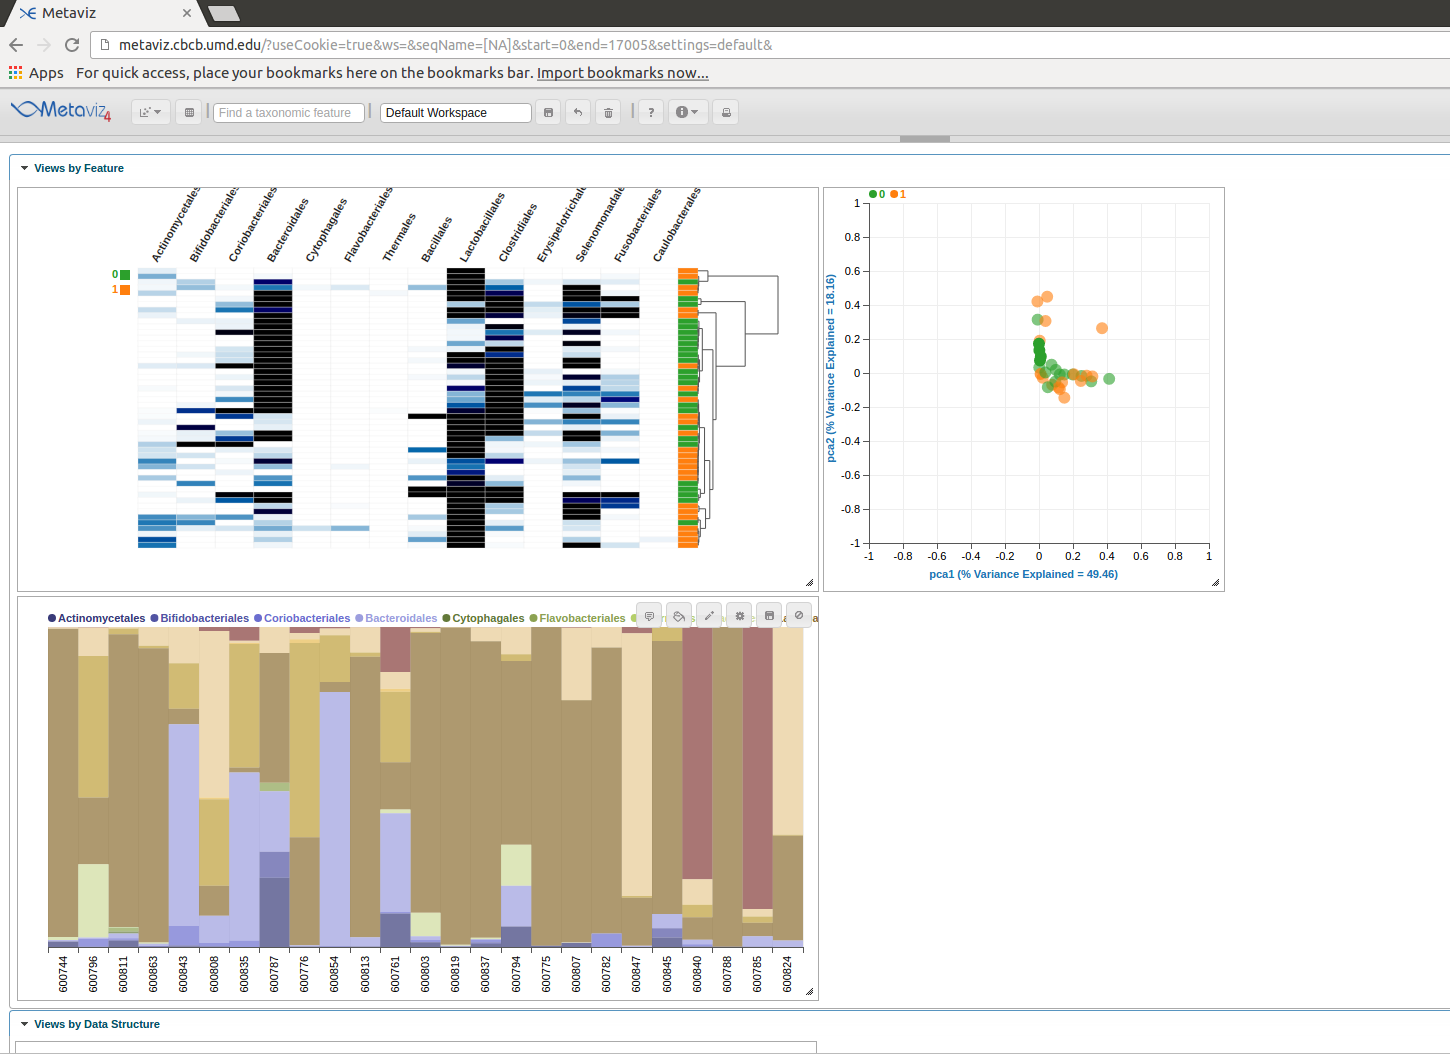 Metaviz
metaviz.cbcb.umd.edu/?useCookie=true&ws=&seqName=[NA]&start=0&end=17005&settings=default&
Apps For quick access, place your bookmarks here on the bookmarks bar. Import bookmarks now...
Metaviz 4 Find a taxonomic feature Default Workspace ?
Views by Feature
Actinomycetales Bifidobacteriales Coriobacteriales Bacteroidales Cytophagales Flavobacteriales Thermales Bacillales Lactobacillales Clostridiales Erysipelotrichale Selenomonadale Fusobacteriales Caulobacterales
0
1
0 1
1
0.8
0.6
0.4
0.2
0
-0.2
-0.4
-0.6
-0.8
-1
pca2 (% Variance Explained = 18.16)
-1 -0.8 -0.6 -0.4 -0.2 0 0.2 0.4 0.6 0.8 1
pca1 (% Variance Explained = 49.46)
Actinomycetales Bifidobacteriales Coriobacteriales Bacteroidales Cytophagales Flavobacteriales
600744 600796 600811 600863 600843 600808 600835 600787 600776 600854 600813 600761 600803 600819 600837 600794 600775 600807 600782 600847 600845 600840 600788 600785 600824
Views by Data Structure